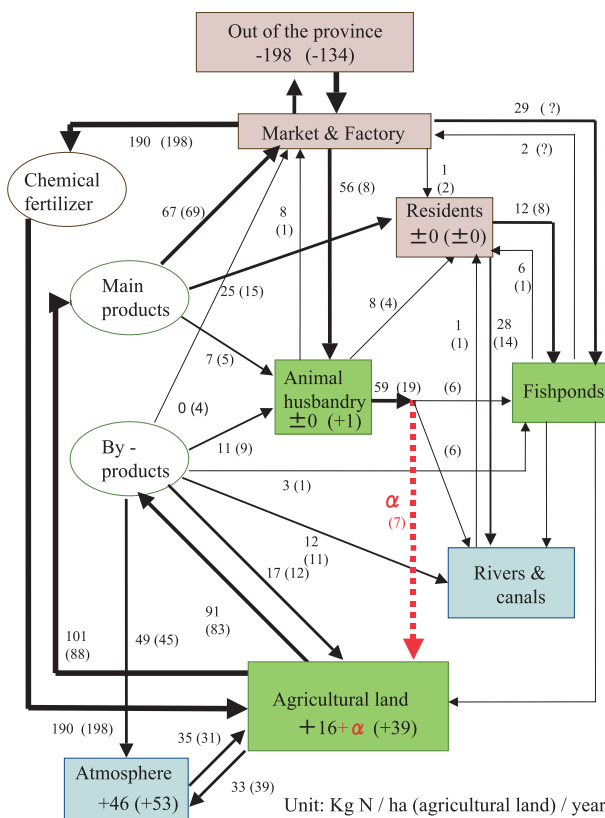 Out of the province
-198 (-134)
29 ( ?)
Market & Factory
190 (198)
2 (?)
1
(2)
56 (8)
Chemical
fertilizer
67 (69)
8
(1)
Residents
±0 (±0)
12 (8)
Main
products
25 (15)
8 (4)
6
(1)
1
(1)
28
(14)
7 (5)
Animal
husbandry
±0 (+1)
59 (19)
(6)
Fishponds
0 (4)
By -
products
11 (9)
(6)
3 (1)
α
(7)
12
(11)
17 (12)
Rivers &
canals
91
(83)
101
(88)
49 (45)
Agricultural land
+16+α (+39)
190 (198)
35 (31)
Atmosphere
+46 (+53)
33 (39)
Unit: Kg N / ha (agricultural land) / year